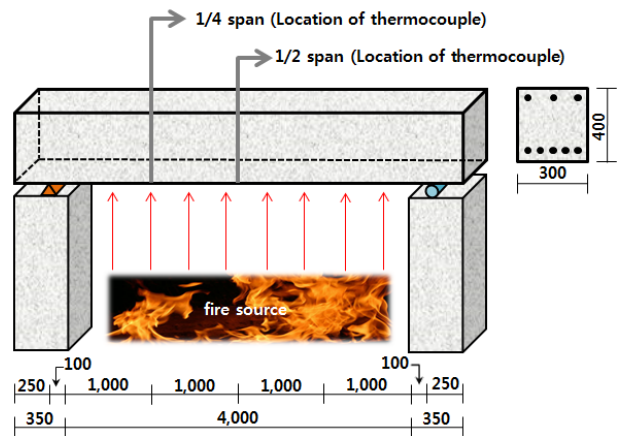 1/4 span (Location of thermocouple)
1/2 span (Location of thermocouple)
400
300
fire source
100 100
250 1,000 1,000 1,000 1,000 250
350 4,000 350